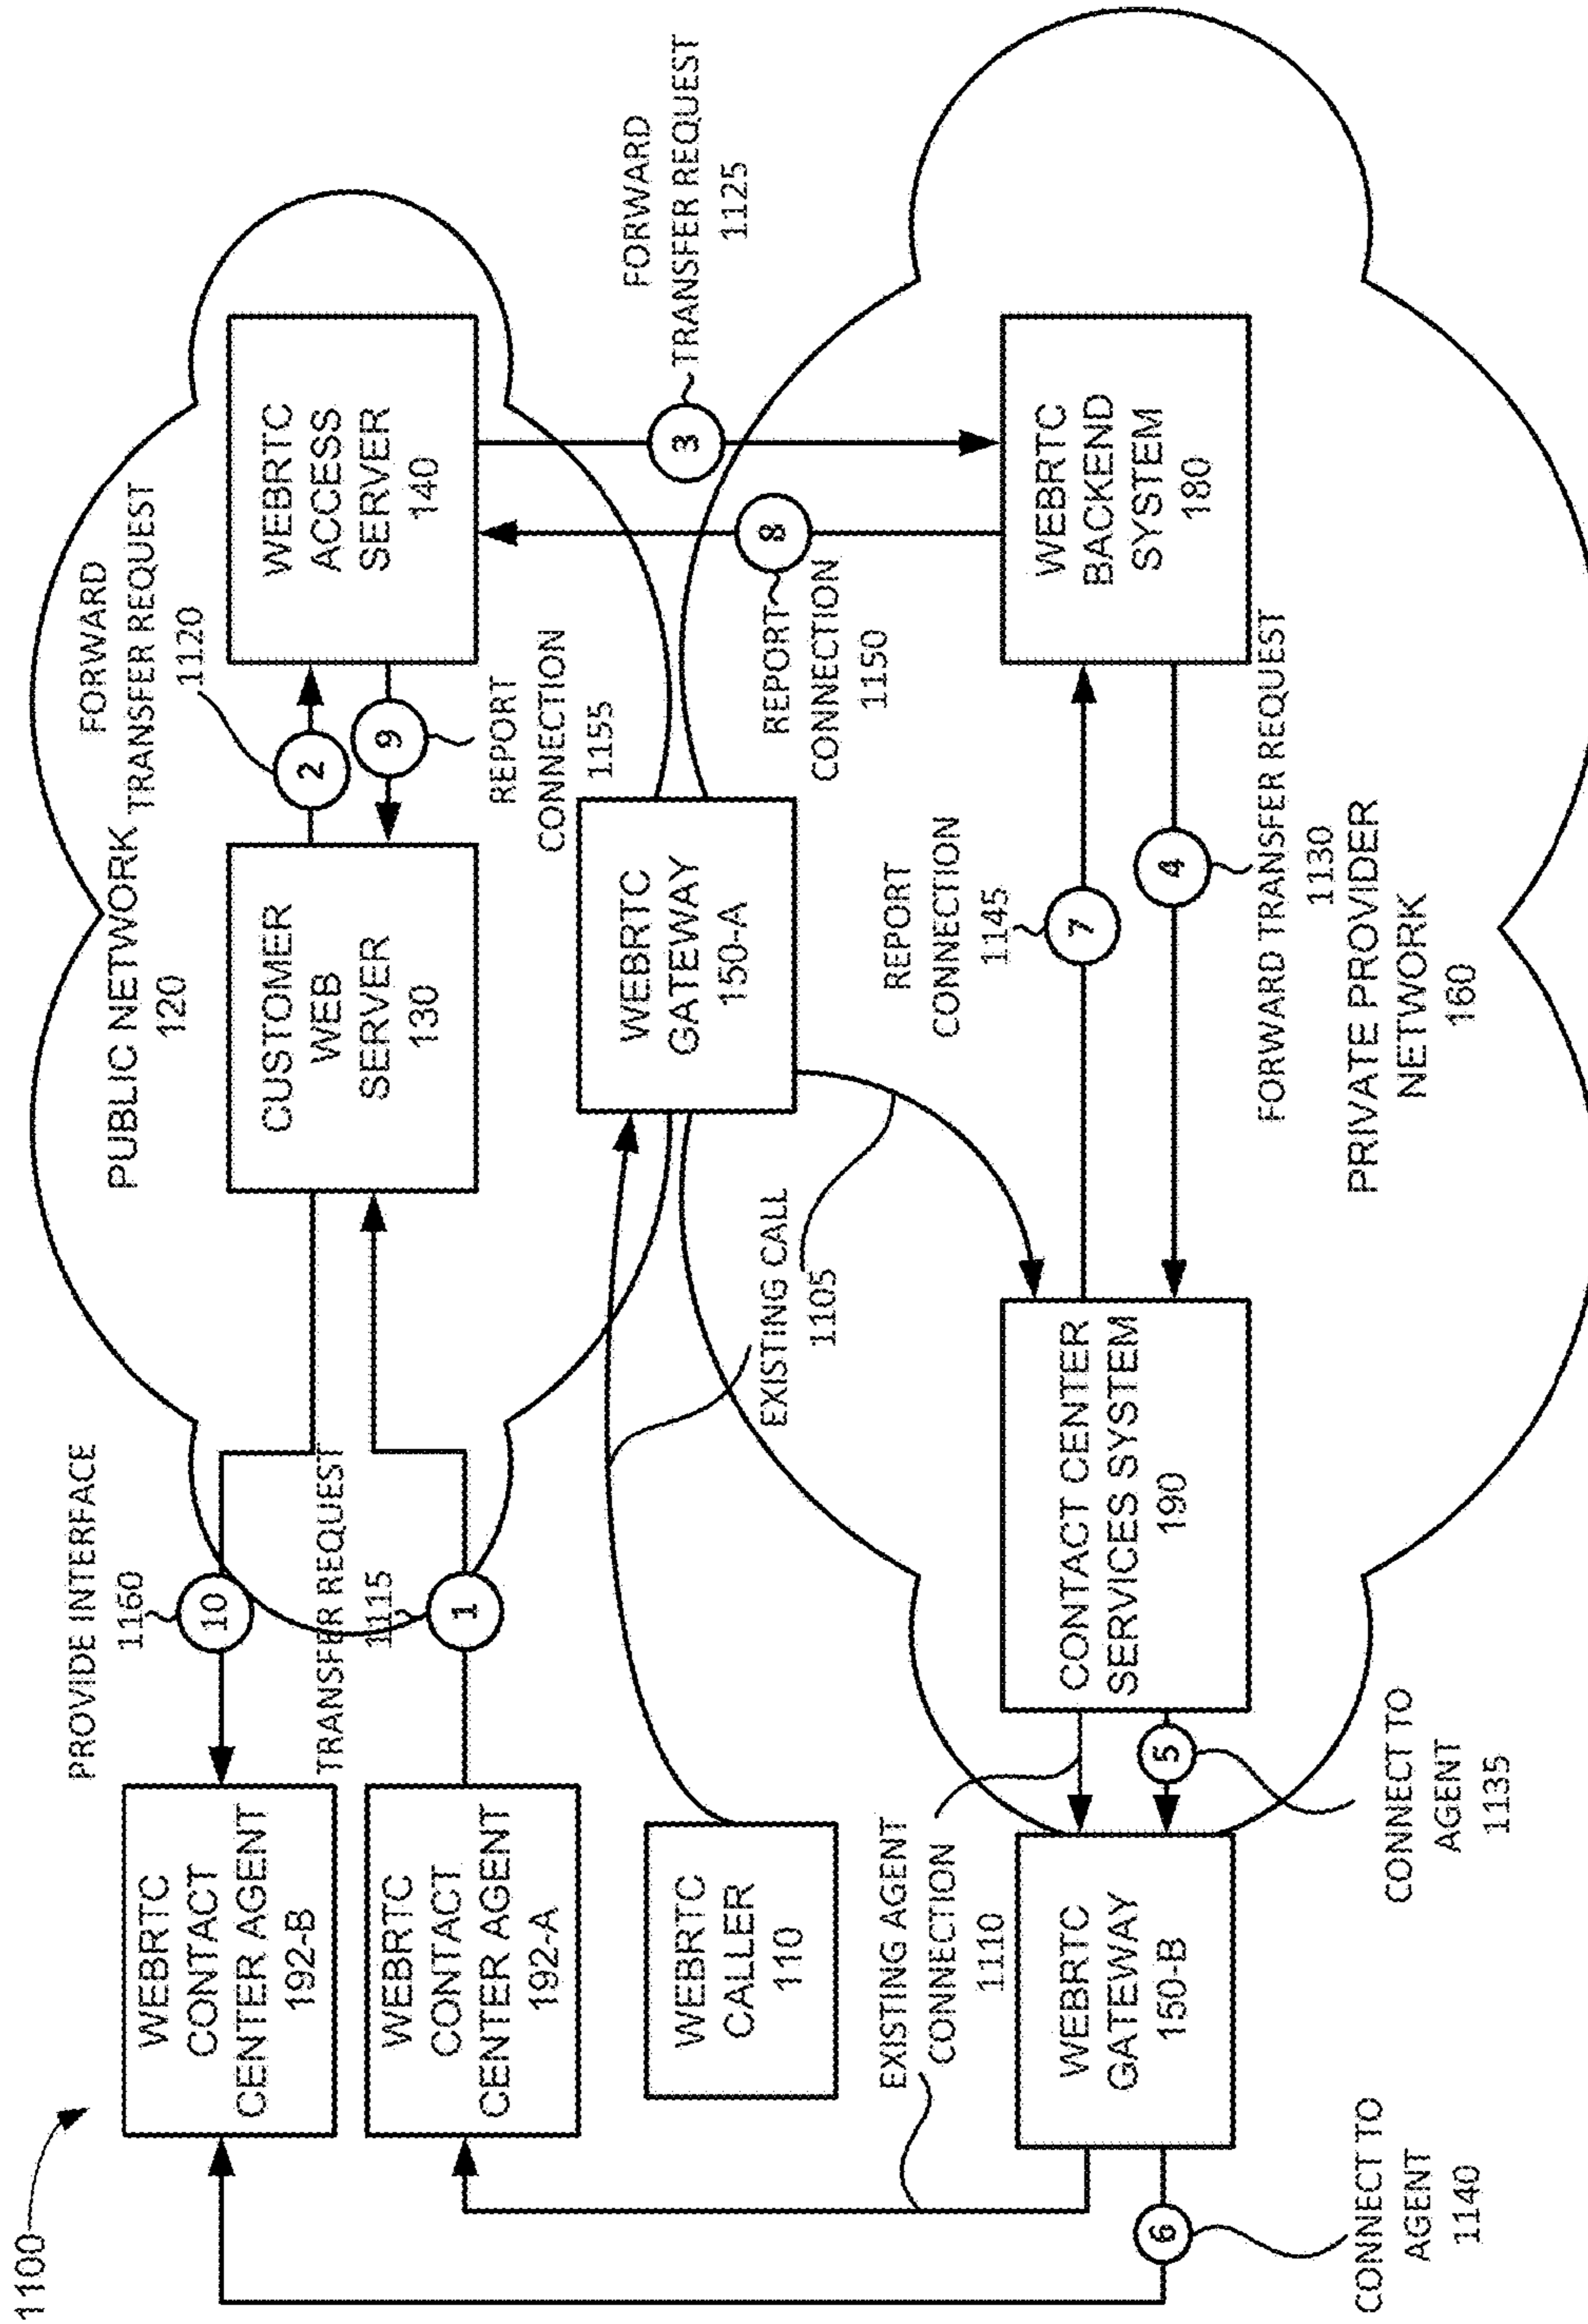 1100
WEBRTC
CONTACT
CENTER AGENT
192-B
PROVIDE INTERFACE
1160
10
PUBLIC NETWORK
120
FORWARD
TRANSFER REQUEST
1120
2
CUSTOMER
WEB
SERVER
130
WEBRTC
ACCESS
SERVER
140
9
REPORT
CONNECTION
1155
TRANSFER REQUEST
1115
1
WEBRTC
CONTACT
CENTER AGENT
192-A
WEBRTC
CALLER
110
EXISTING CALL
1105
WEBRTC
GATEWAY
150-A
FORWARD
TRANSFER REQUEST
1125
3
8
REPORT
CONNECTION
1150
EXISTING AGENT
CONNECTION
1110
REPORT
CONNECTION
1145
7
WEBRTC
GATEWAY
150-B
CONTACT CENTER
SERVICES SYSTEM
190
WEBRTC
BACKEND
SYSTEM
180
4
FORWARD TRANSFER REQUEST
1130
5
6
PRIVATE PROVIDER
NETWORK
160
CONNECT TO
AGENT
1140
CONNECT TO
AGENT
1135